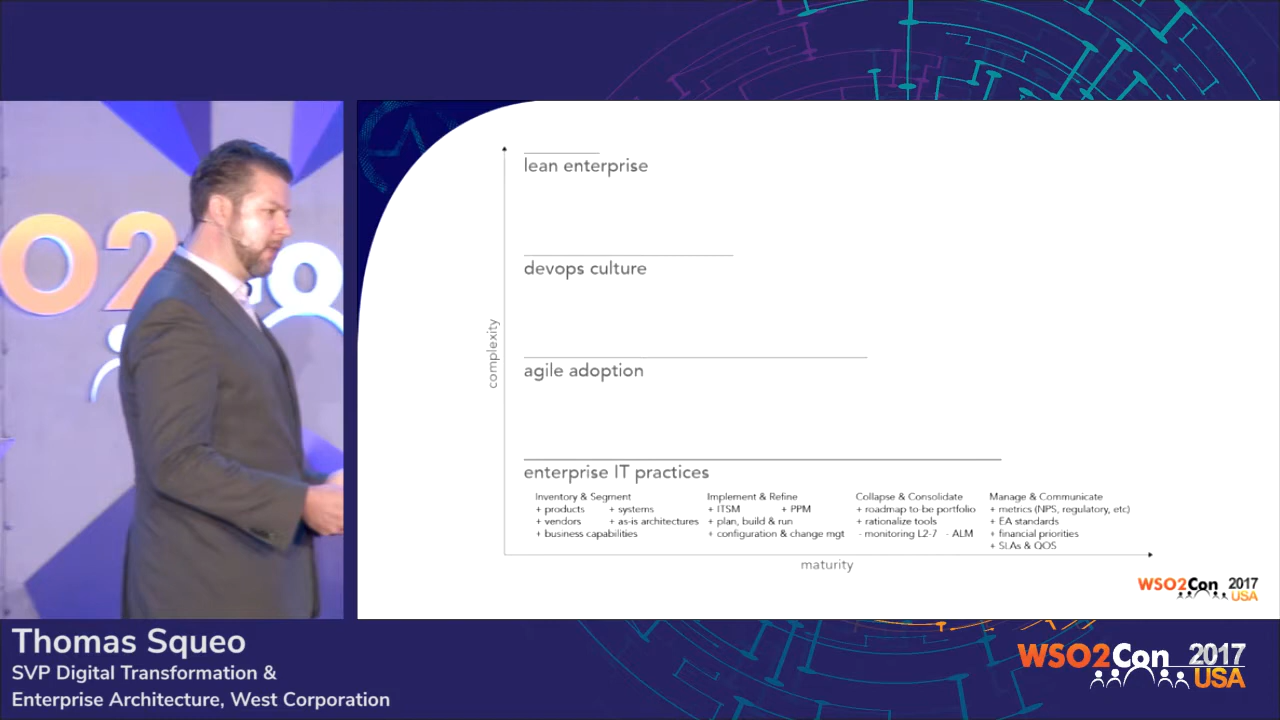 O2
lean enterprise
devops culture
complexity
agile adoption
enterprise IT practices
Inventory & Segment
+ products + systems
+ vendors + as-is architectures
+ business capabilities
Implement & Refine
+ ITSM + PPM
+ plan, build & run
+ configuration & change mgt
Collapse & Consolidate
+ roadmap to-be portfolio
+ rationalize tools
- monitoring L2-7 - ALM
Manage & Communicate
+ metrics (NPS, regulatory, etc)
+ EA standards
+ financial priorities
+ SLAs & QOS
maturity
WSO2Con 2017
USA
Thomas Squeo
SVP Digital Transformation &
Enterprise Architecture, West Corporation
WSO2Con 2017
USA